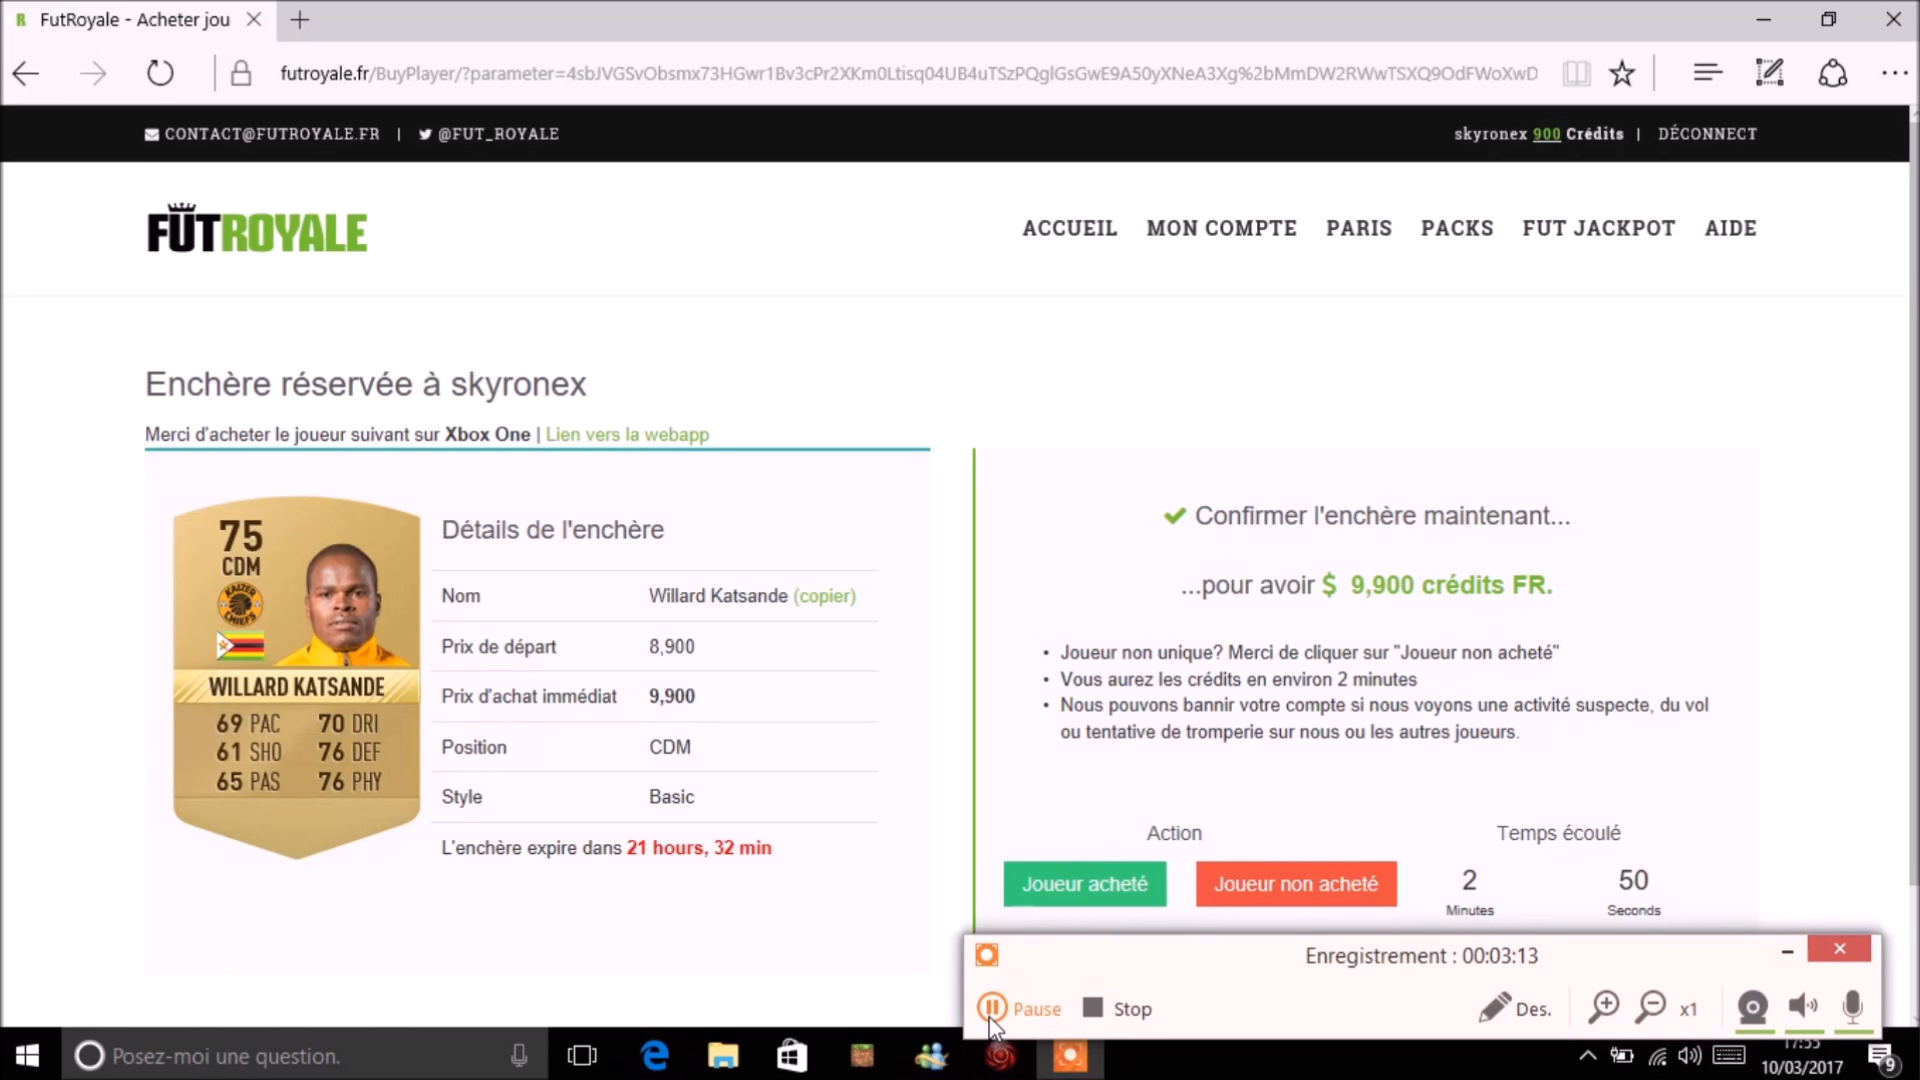 FutRoyale - Acheter jou
futroyale.fr/BuyPlayer/?parameter=4sbJVGSvObsmx73HGwr1Bv3cPr2XKm0Ltisq04UB4uTSzPQglGsGwE9A50yXNeA3Xg%2bMmDW2RWwTSXQ9OdFWoXwD
CONTACT@FUTROYALE.FR | @FUT_ROYALE
skyronex 900 Crédits | DÉCONNECT
FUTROYALE
ACCUEIL MON COMPTE PARIS PACKS FUT JACKPOT AIDE
Enchère réservée à skyronex
Merci d'acheter le joueur suivant sur Xbox One | Lien vers la webapp
75
CDM
KAIZER
CHIEFS
WILLARD KATSANDE
69 PAC 70 DRI
61 SHO 76 DEF
65 PAS 76 PHY
Détails de l'enchère
Nom Willard Katsande (copier)
Prix de départ 8,900
Prix d'achat immédiat 9,900
Position CDM
Style Basic
L'enchère expire dans 21 hours, 32 min
Confirmer l'enchère maintenant...
...pour avoir $ 9,900 crédits FR.
• Joueur non unique? Merci de cliquer sur "Joueur non acheté"
• Vous aurez les crédits en environ 2 minutes
• Nous pouvons bannir votre compte si nous voyons une activité suspecte, du vol
ou tentative de tromperie sur nous ou les autres joueurs.
Action Temps écoulé
Joueur acheté Joueur non acheté 2 50
Minutes Seconds
Enregistrement : 00:03:13
Pause Stop Des. x1
Posez-moi une question.
17:55
10/03/2017
9